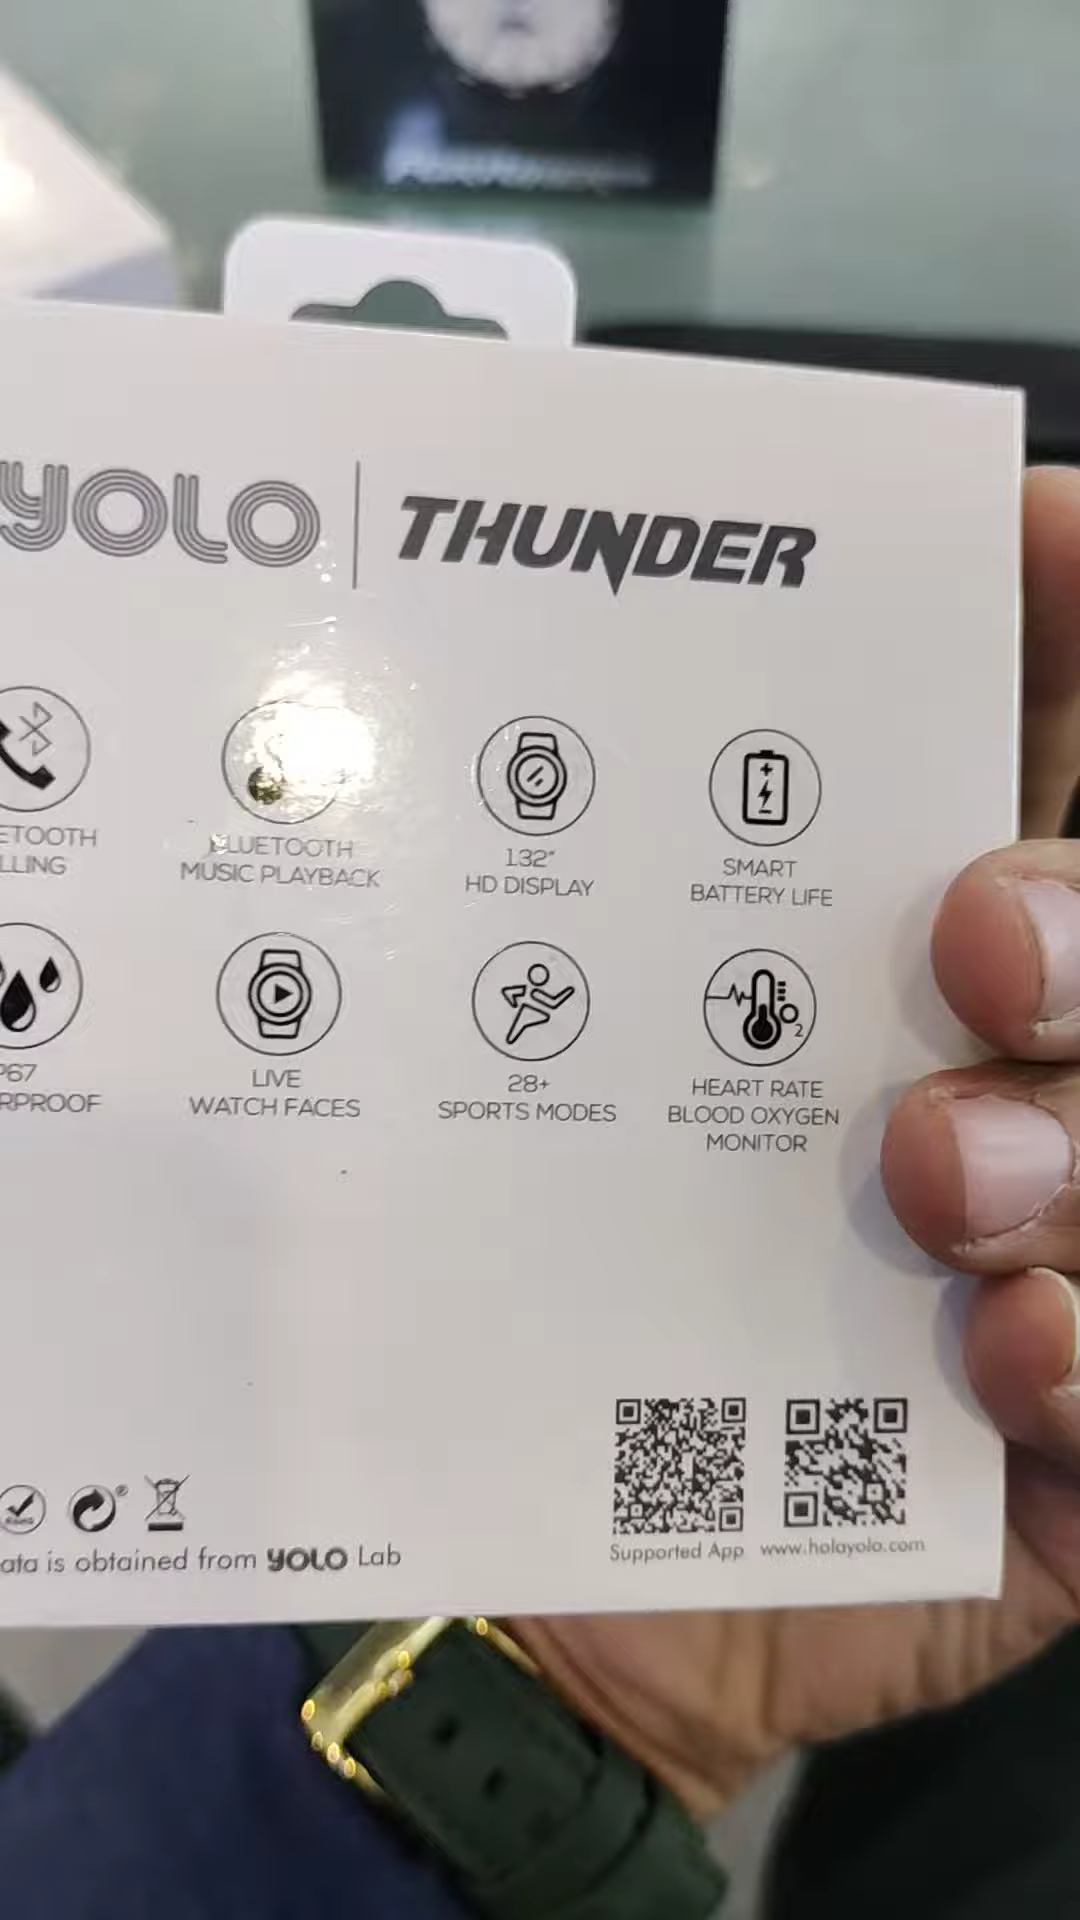 YOLO | THUNDER
ETOOTH
LLING
BLUETOOTH
MUSIC PLAYBACK
1.32"
HD DISPLAY
SMART
BATTERY LIFE
P67
RPROOF
LIVE
WATCH FACES
28+
SPORTS MODES
HEART RATE
BLOOD OXYGEN
MONITOR
ata is obtained from YOLO Lab
Supported App
www.holayolo.com